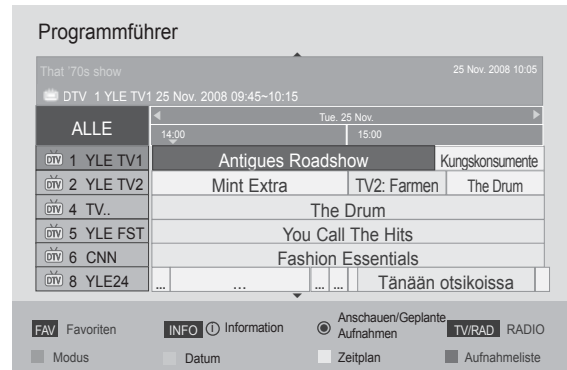 Programmführer
That '70s show 25 Nov. 2008 10:05
DTV 1 YLE TV1 25 Nov. 2008 09:45~10:15
ALLE
Tue. 25 Nov.
14:00 15:00
DTV 1 YLE TV1 Antigues Roadshow Kungskonsumente
DTV 2 YLE TV2 Mint Extra TV2: Farmen The Drum
DTV 4 TV.. The Drum
DTV 5 YLE FST You Call The Hits
DTV 6 CNN Fashion Essentials
DTV 8 YLE24 ... ... ... ... Tänään otsikoissa
FAV Favoriten INFO Information Anschauen/Geplante Aufnahmen TV/RAD RADIO
Modus Datum Zeitplan Aufnahmeliste